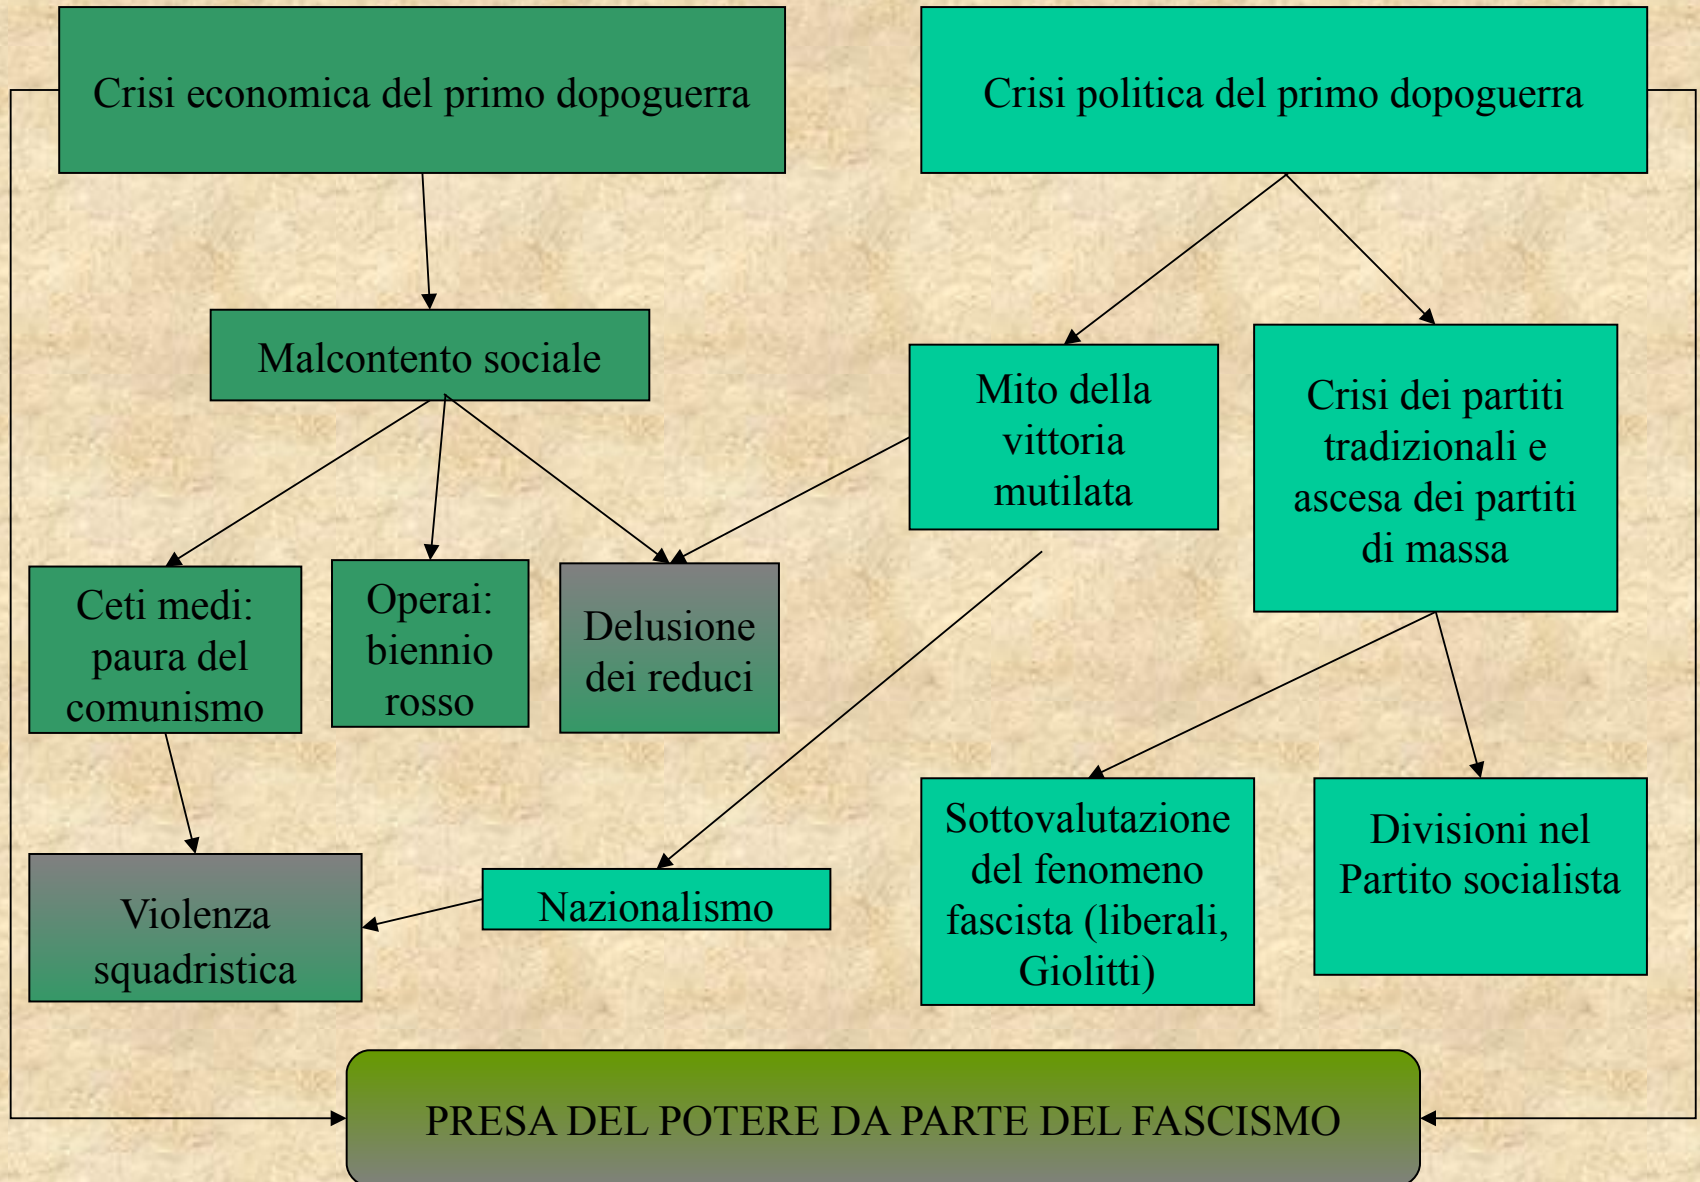 Crisi economica del primo dopoguerra
Crisi politica del primo dopoguerra
Malcontento sociale
Mito della
vittoria
mutilata
Crisi dei partiti
tradizionali e
ascesa dei partiti
di massa
Ceti medi:
paura del
comunismo
Operai:
biennio
rosso
Delusione
dei reduci
Sottovalutazione
del fenomeno
fascista (liberali,
Giolitti)
Divisioni nel
Partito socialista
Violenza
squadristica
Nazionalismo
PRESA DEL POTERE DA PARTE DEL FASCISMO